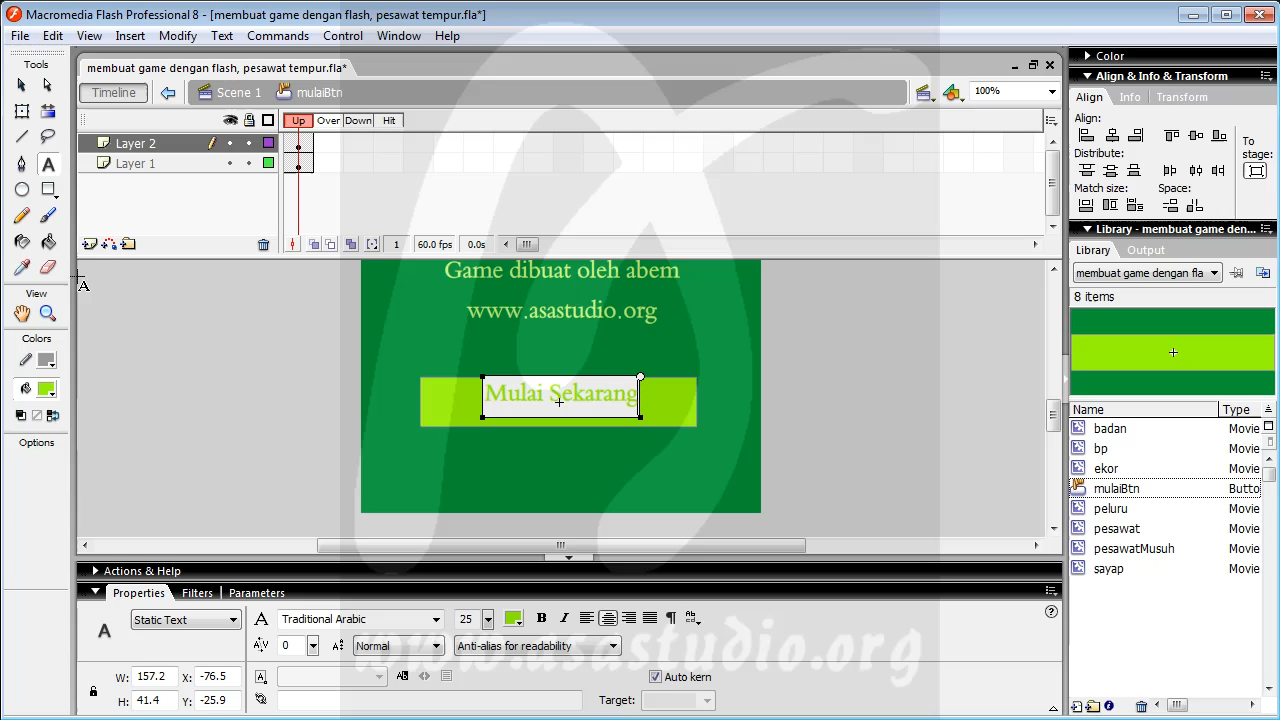 Macromedia Flash Professional 8 - [membuat game dengan flash, pesawat tempur.fla*]
File Edit View Insert Modify Text Commands Control Window Help
Tools
View
Colors
Options
membuat game dengan flash, pesawat tempur.fla*
Timeline Scene 1 mulaiBtn 100%
Up Over Down Hit
Layer 2
Layer 1
1 60.0 fps 0.0s
Game dibuat oleh abem
www.asastudio.org
Mulai Sekarang
Actions & Help
Properties Filters Parameters
Static Text A Traditional Arabic 25 B I
A 0 Normal Anti-alias for readability
W: 157.2 X: -76.5 Auto kern
H: 41.4 Y: -25.9 Target:
www.asastudio.org
Color
Align & Info & Transform
Align Info Transform
Align:
To stage:
Distribute:
Match size: Space:
Library - membuat game den...
Library Output
membuat game dengan fla
8 items
Name Type
badan Movie
bp Movie
ekor Movie
mulaiBtn Butto
peluru Movie
pesawat Movie
pesawatMusuh Movie
sayap Movie